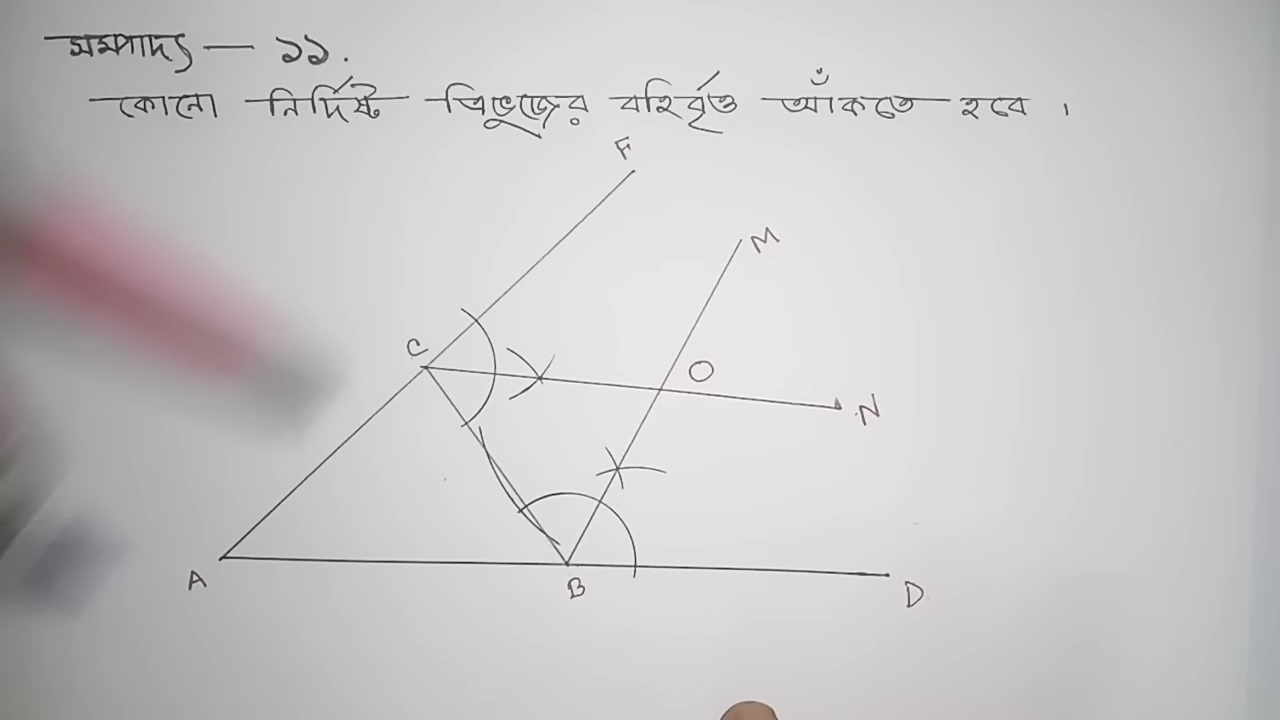 সম্পাদ্য — ১১.
কোনো নির্দিষ্ট ত্রিভুজের বহির্বৃত্ত আঁকতে হবে।
F
M
C
O
N
A
B
D